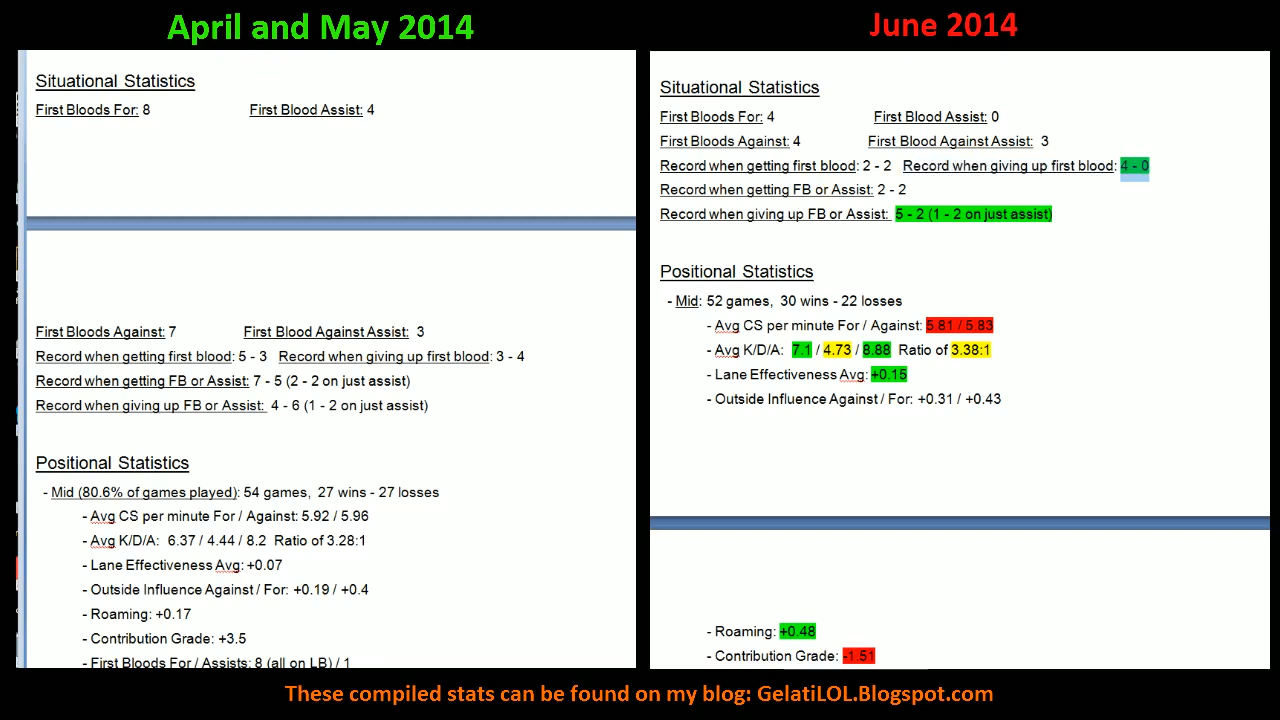 April and May 2014
Situational Statistics
First Bloods For: 8 First Blood Assist: 4
First Bloods Against: 7 First Blood Against Assist: 3
Record when getting first blood: 5 - 3 Record when giving up first blood: 3 - 4
Record when getting FB or Assist: 7 - 5 (2 - 2 on just assist)
Record when giving up FB or Assist: 4 - 6 (1 - 2 on just assist)
Positional Statistics
- Mid (80.6% of games played): 54 games, 27 wins - 27 losses
- Avg CS per minute For / Against: 5.92 / 5.96
- Avg K/D/A: 6.37 / 4.44 / 8.2 Ratio of 3.28:1
- Lane Effectiveness Avg: +0.07
- Outside Influence Against / For: +0.19 / +0.4
- Roaming: +0.17
- Contribution Grade: +3.5
- First Bloods For / Assists: 8 (all on LB) / 1
June 2014
Situational Statistics
First Bloods For: 4 First Blood Assist: 0
First Bloods Against: 4 First Blood Against Assist: 3
Record when getting first blood: 2 - 2 Record when giving up first blood: 4 - 0
Record when getting FB or Assist: 2 - 2
Record when giving up FB or Assist: 5 - 2 (1 - 2 on just assist)
Positional Statistics
- Mid: 52 games, 30 wins - 22 losses
- Avg CS per minute For / Against: 5.81 / 5.83
- Avg K/D/A: 7.1 / 4.73 / 8.88 Ratio of 3.38:1
- Lane Effectiveness Avg: +0.15
- Outside Influence Against / For: +0.31 / +0.43
- Roaming: +0.48
- Contribution Grade: -1.51
These compiled stats can be found on my blog: GelatiLOL.Blogspot.com